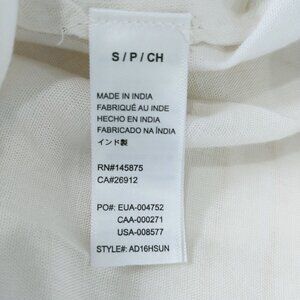 S / P / CH
MADE IN INDIA
FABRIQUÉ AU INDE
HECHO EN INDIA
FABRICADO NA ÍNDIA
インド製
RN#145875
CA#26912
PO#: EUA-004752
CAA-000271
USA-008577
STYLE#: AD16HSUN